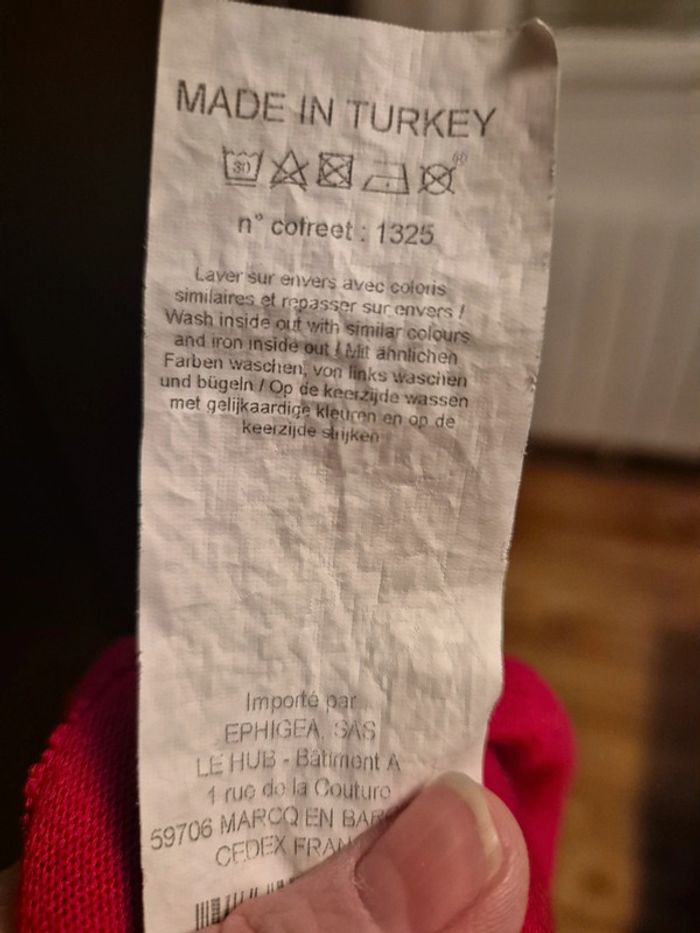 MADE IN TURKEY
30
®
n° cofreet : 1325
Laver sur envers avec coloris
similaires et repasser sur envers /
Wash inside out with similar colours
and iron inside out / Mit ähnlichen
Farben waschen, von links waschen
und bügeln / Op de keerzijde wassen
met gelijkaardige kleuren en op de
keerzijde strijken
Importé par
EPHIGEA SAS
LE HUB - Bâtiment A
1 rue de la Couture
59706 MARCQ EN
CEDEX